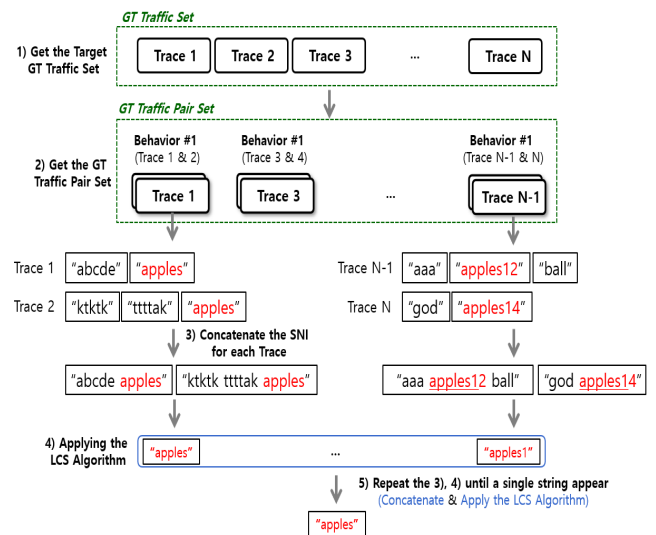 GT Traffic Set
1) Get the Target
GT Traffic Set
Trace 1 Trace 2 Trace 3 ... Trace N
GT Traffic Pair Set
2) Get the GT
Traffic Pair Set
Behavior #1 Behavior #1 Behavior #1
(Trace 1 & 2) (Trace 3 & 4) (Trace N-1 & N)
Trace 1 Trace 3 ... Trace N-1
Trace 1 "abcde" "apples" Trace N-1 "aaa" "apples12" "ball"
Trace 2 "ktktk" "ttttak" "apples" Trace N "god" "apples14"
3) Concatenate the SNI
for each Trace
"abcde apples" "ktktk ttttak apples" "aaa apples12 ball" "god apples14"
4) Applying the
LCS Algorithm
"apples" ... "apples1"
5) Repeat the 3), 4) until a single string appear
(Concatenate & Apply the LCS Algorithm)
"apples"